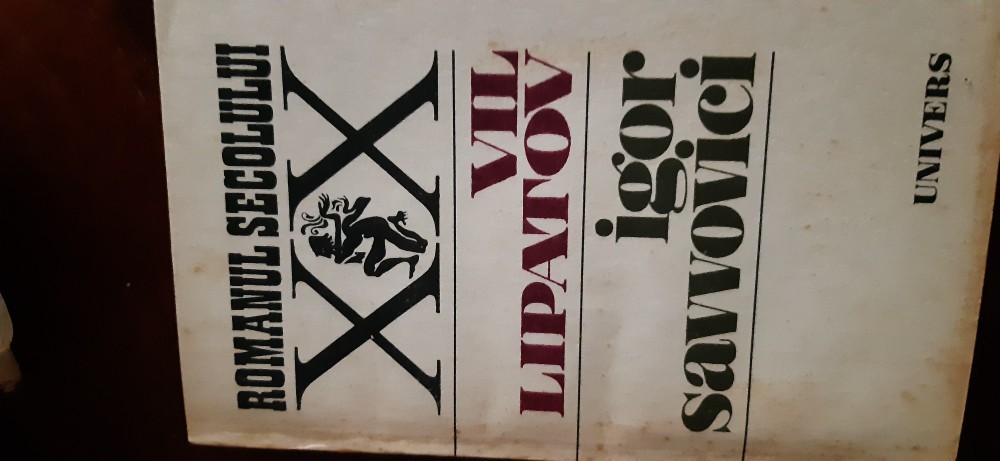 ROMANUL SECOLULUI
XX
VIL
LIPATOV
igor
savvovici
UNIVERS